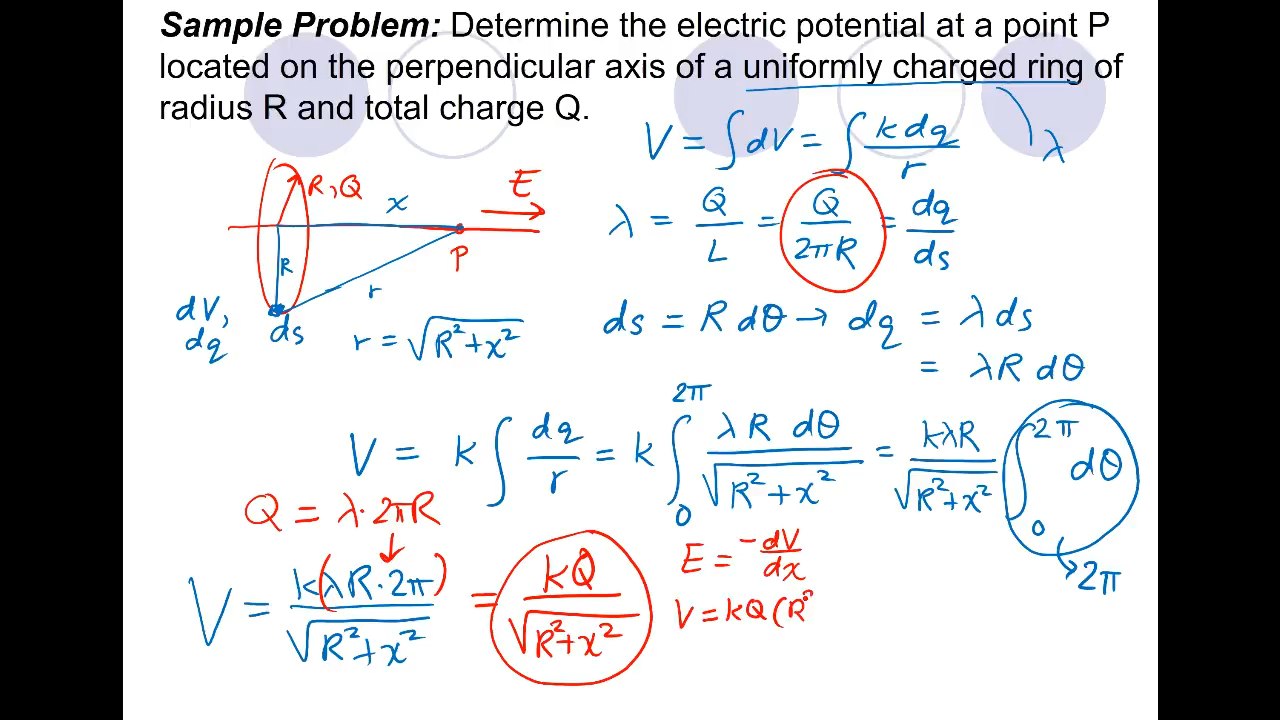 Sample Problem: Determine the electric potential at a point P
located on the perpendicular axis of a uniformly charged ring of
radius R and total charge Q.
V = ∫dV = ∫ k dq / r
λ
R, Q
E
x
P
R
r
dV,
dq
ds
r = √(R² + x²)
λ = Q / L = Q / 2πR = dq / ds
ds = R dθ → dq = λ ds
= λR dθ
V = k ∫ dq / r = k ∫₀^2π λ R dθ / √(R² + x²) = kλR / √(R² + x²) ∫₀^2π dθ
2π
Q = λ · 2πR
V = k(λR · 2π) / √(R² + x²) = kQ / √(R² + x²)
E = -dV / dx
V = kQ (R²